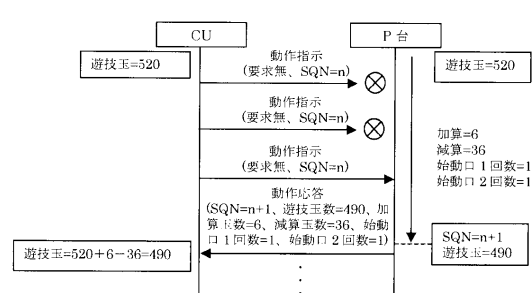 CU
P台
遊技玉=520
遊技玉=520
動作指示
(要求無、SQN=n)
動作指示
(要求無、SQN=n)
動作指示
(要求無、SQN=n)
加算=6
減算=36
始動口1回数=1
始動口2回数=1
動作応答
(SQN=n+1、遊技玉数=490、加
算玉数=6、減算玉数=36、始動
口1回数=1、始動口2回数=1)
SQN=n+1
遊技玉=490
遊技玉=520+6-36=490